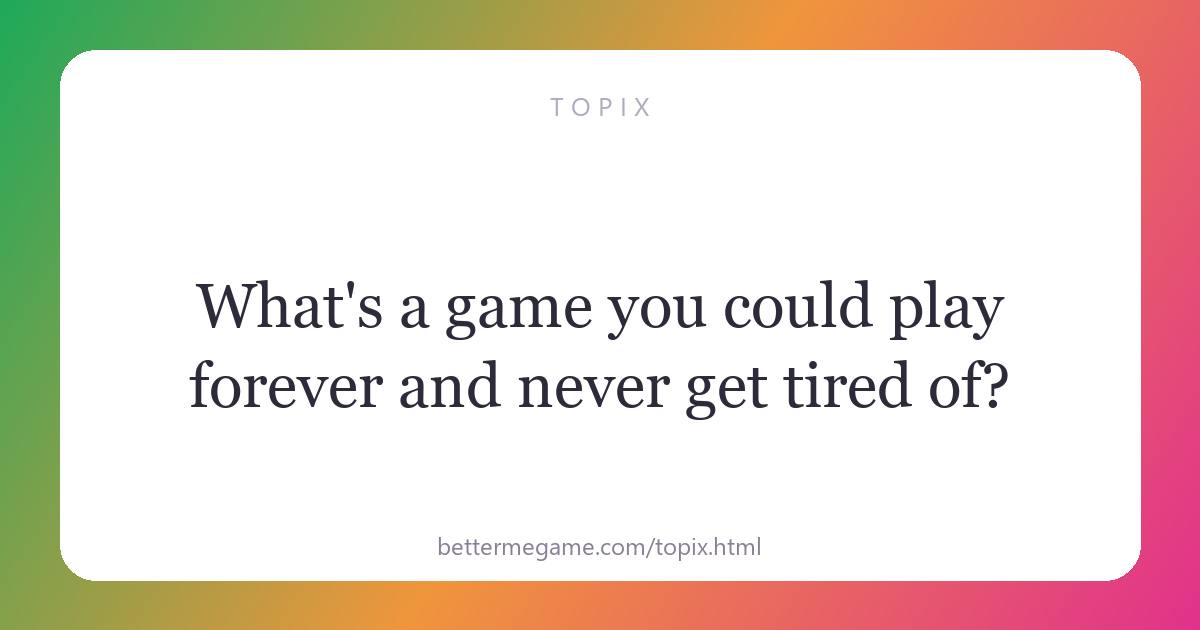 TOPIX
What's a game you could play
forever and never get tired of?
bettermegame.com/topix.html